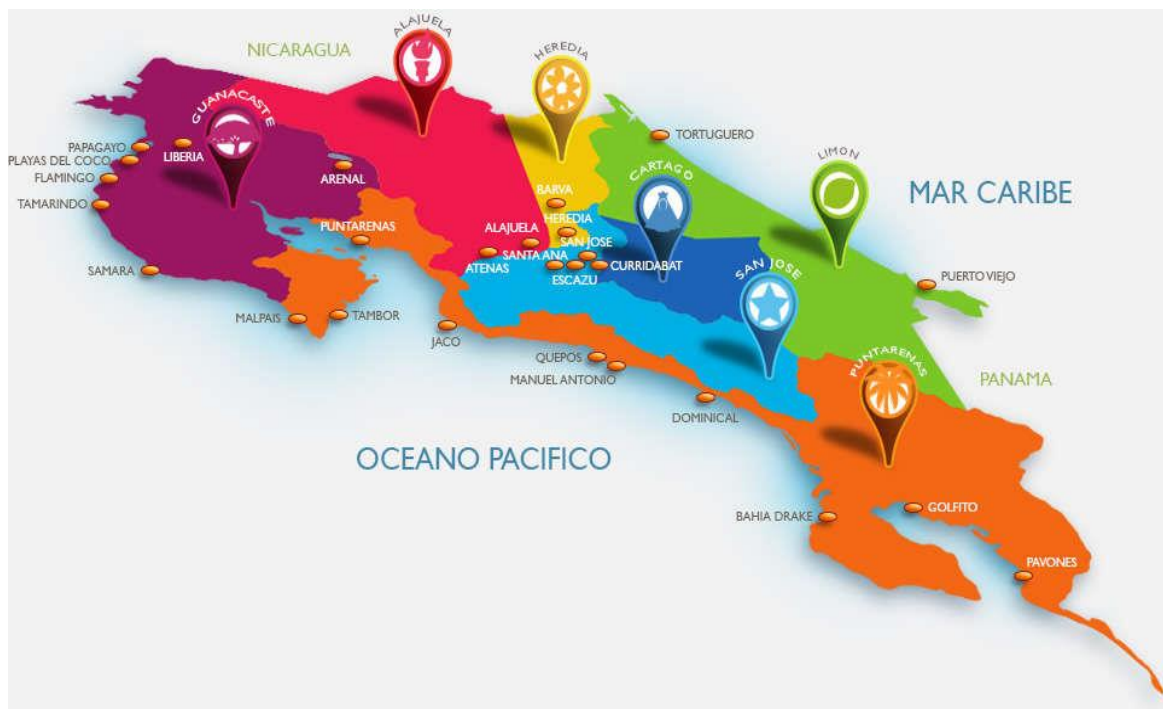 ALAJUELA
NICARAGUA
HEREDIA
GUANACASTE
TORTUGUERO
PAPAGAYO
LIBERIA
PLAYAS DEL COCO
FLAMINGO
ARENAL
LIMON
CARTAGO
MAR CARIBE
BARVA
TAMARINDO
HEREDIA
PUNTARENAS
ALAJUELA
SAN JOSE
SANTA ANA
ATENAS
CURRIDABAT
ESCAZU
SAN JOSE
SAMARA
PUERTO VIEJO
MALPAIS
TAMBOR
JACO
QUEPOS
MANUEL ANTONIO
PUNTARENAS
PANAMA
DOMINICAL
OCEANO PACIFICO
BAHIA DRAKE
GOLFITO
PAVONES